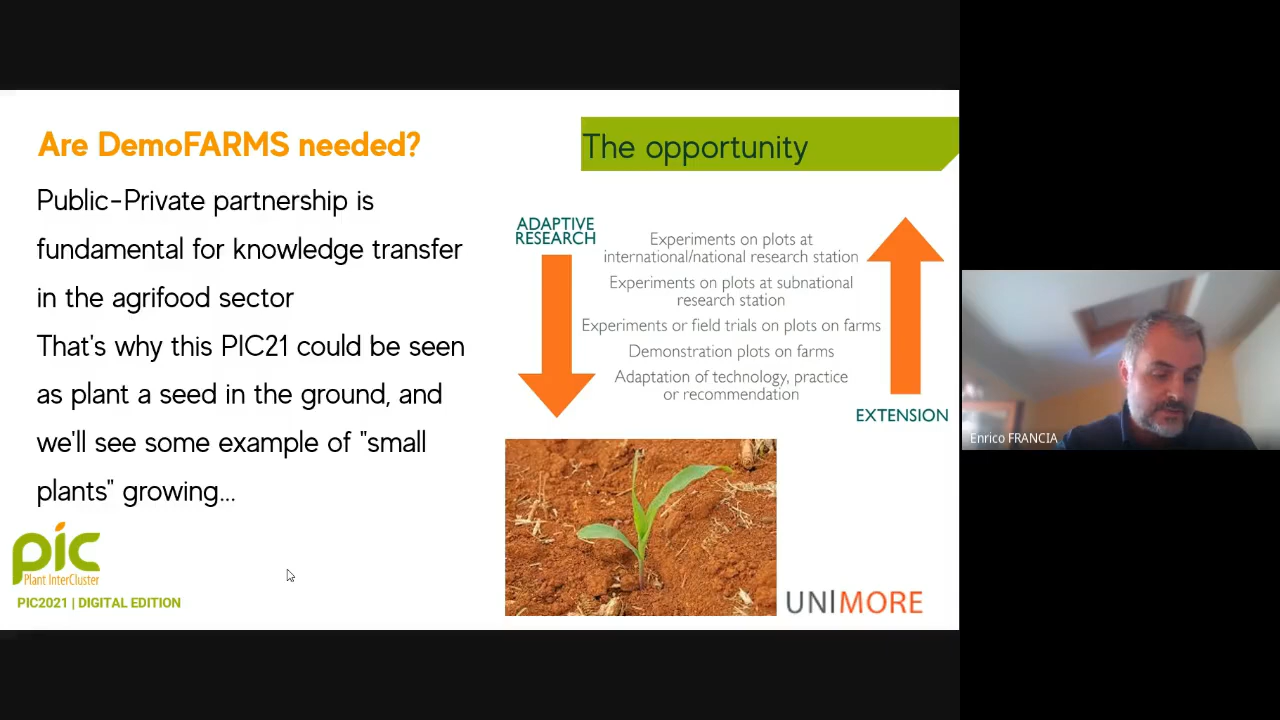 Are DemoFARMS needed?
Public-Private partnership is
fundamental for knowledge transfer
in the agrifood sector
That's why this PIC21 could be seen
as plant a seed in the ground, and
we'll see some example of "small
plants" growing...
pic
Plant InterCluster
PIC2021 | DIGITAL EDITION
The opportunity
ADAPTIVE
RESEARCH
Experiments on plots at
international/national research station
Experiments on plots at subnational
research station
Experiments or field trials on plots on farms
Demonstration plots on farms
Adaptation of technology, practice
or recommendation
EXTENSION
UNIMORE
Enrico FRANCIA